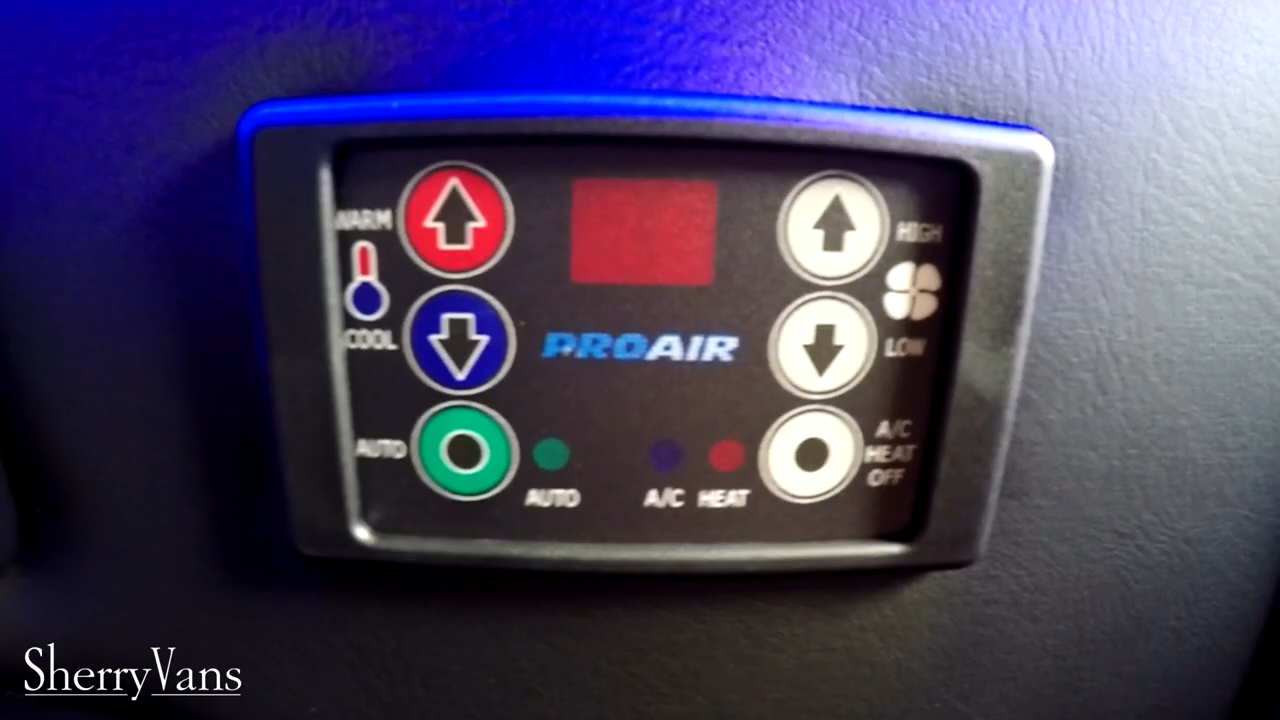 WARM
COOL
AUTO
PROAIR
HIGH
LOW
A/C
HEAT
OFF
AUTO
A/C HEAT
SherryVans